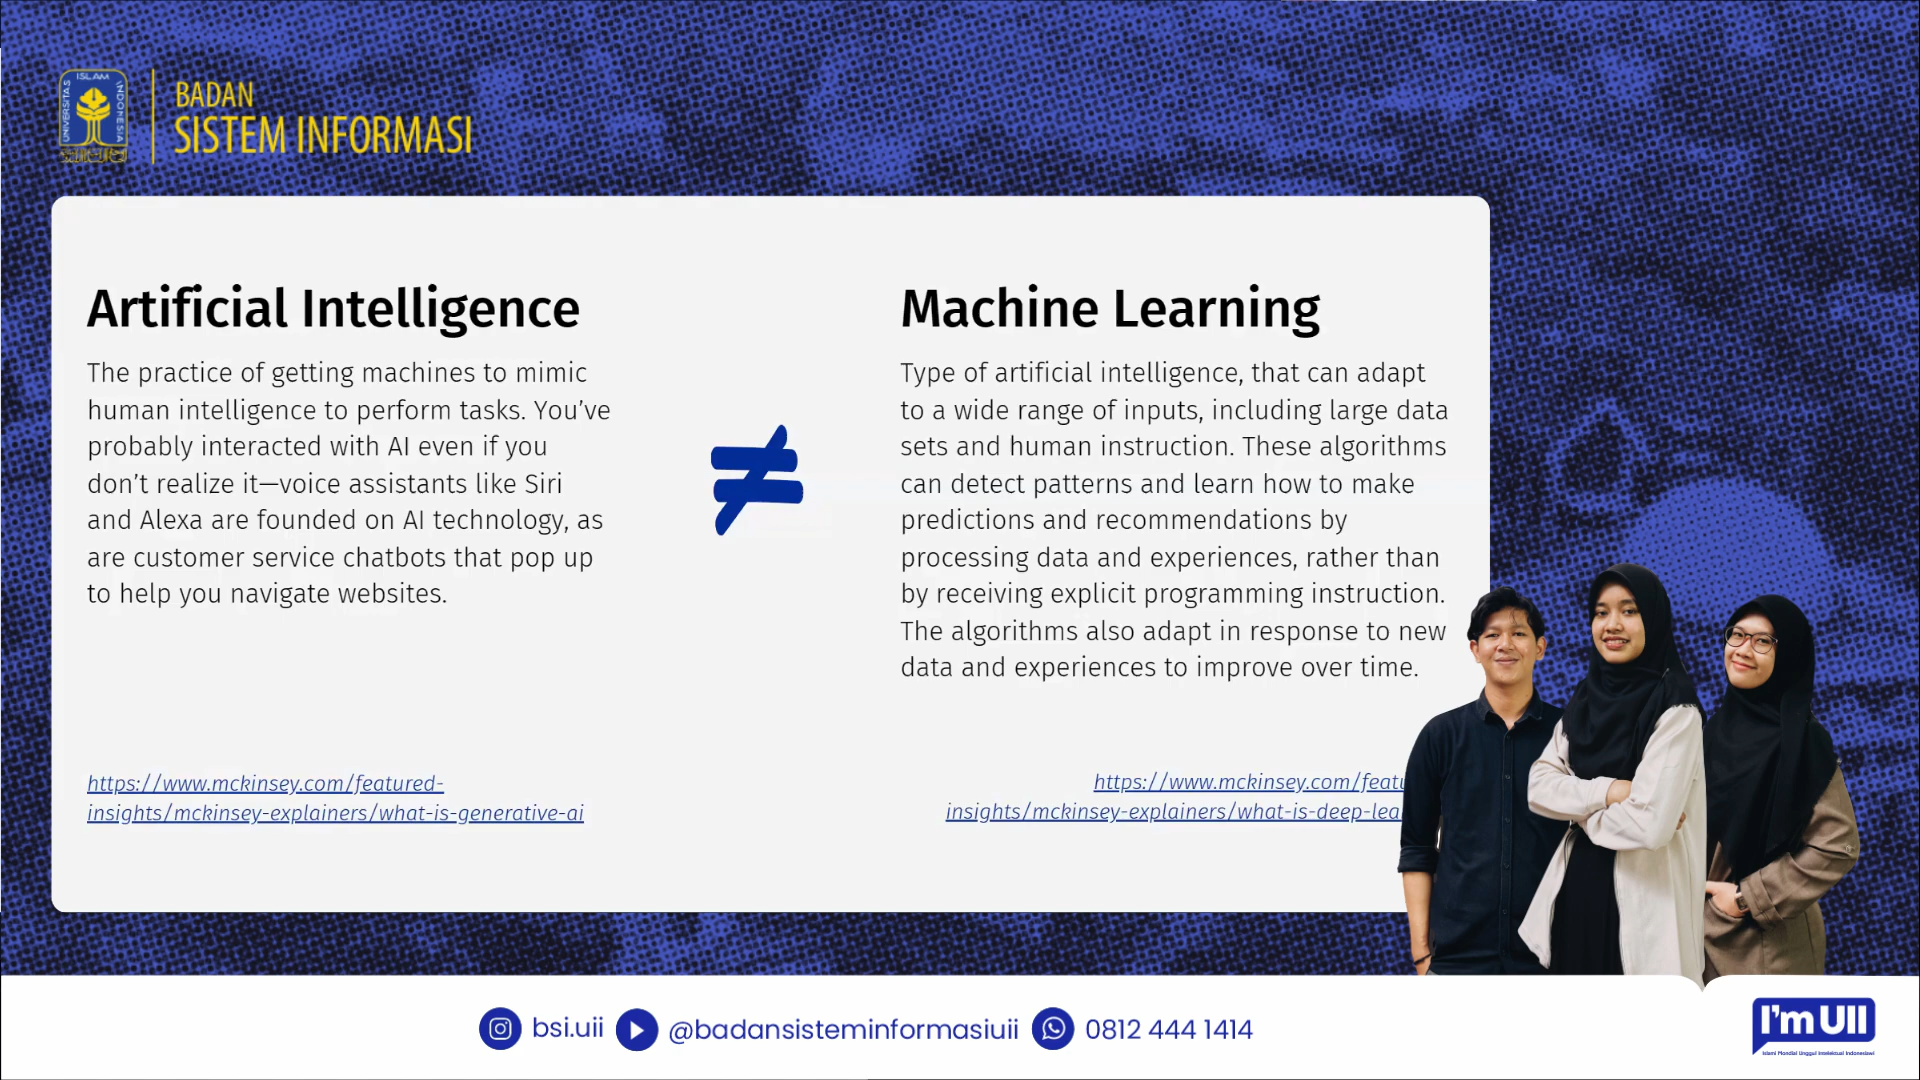 UNIVERSITAS ISLAM INDONESIA
BADAN
SISTEM INFORMASI
Artificial Intelligence
The practice of getting machines to mimic
human intelligence to perform tasks. You’ve
probably interacted with AI even if you
don’t realize it—voice assistants like Siri
and Alexa are founded on AI technology, as
are customer service chatbots that pop up
to help you navigate websites.
https://www.mckinsey.com/featured-
insights/mckinsey-explainers/what-is-generative-ai
≠
Machine Learning
Type of artificial intelligence, that can adapt
to a wide range of inputs, including large data
sets and human instruction. These algorithms
can detect patterns and learn how to make
predictions and recommendations by
processing data and experiences, rather than
by receiving explicit programming instruction.
The algorithms also adapt in response to new
data and experiences to improve over time.
https://www.mckinsey.com/featu
insights/mckinsey-explainers/what-is-deep-lea
bsi.uii
@badansisteminformasiuii
0812 444 1414
I'm UII
Islami Mondial Unggul Intelektual Indonesiawi